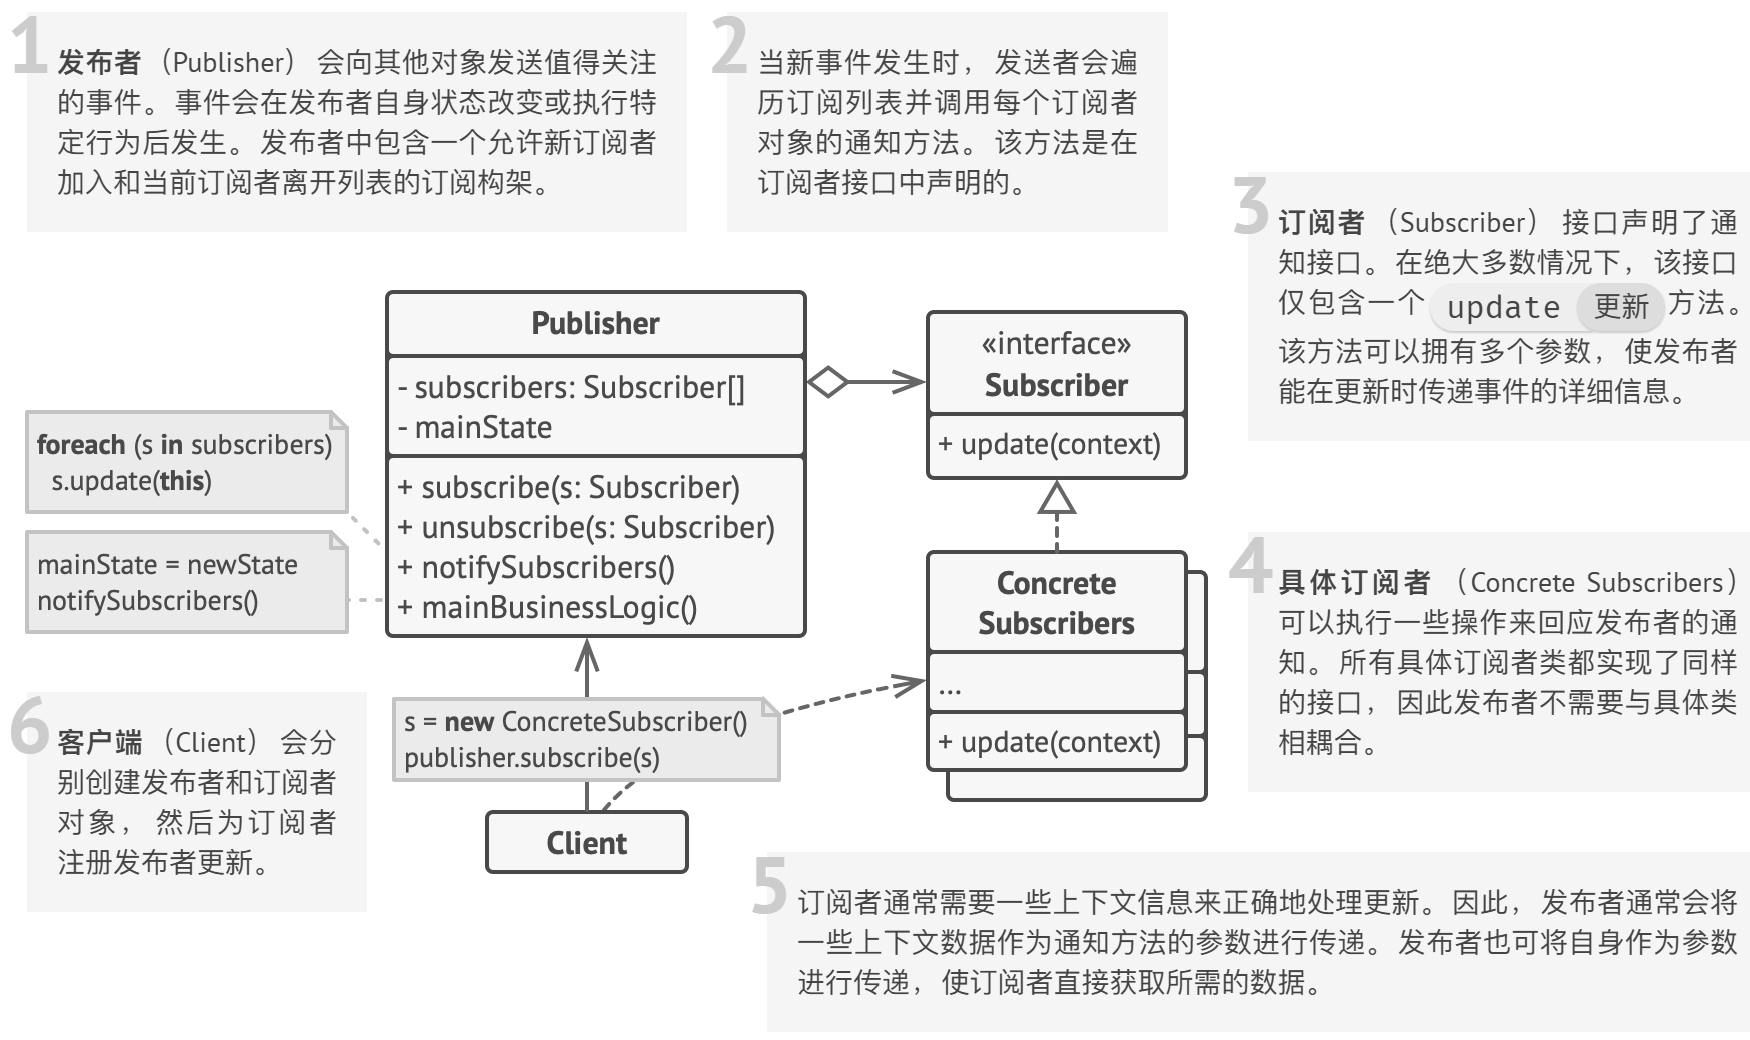 1
发布者 （Publisher） 会向其他对象发送值得关注
的事件。 事件会在发布者自身状态改变或执行特
定行为后发生。 发布者中包含一个允许新订阅者
加入和当前订阅者离开列表的订阅构架。
2
当新事件发生时， 发送者会遍
历订阅列表并调用每个订阅者
对象的通知方法。 该方法是在
订阅者接口中声明的。
3
订阅者 （Subscriber） 接口声明了通
知接口。 在绝大多数情况下， 该接口
仅包含一个 update 更新 方法。
该方法可以拥有多个参数， 使发布者
能在更新时传递事件的详细信息。
Publisher
- subscribers: Subscriber[]
- mainState
+ subscribe(s: Subscriber)
+ unsubscribe(s: Subscriber)
+ notifySubscribers()
+ mainBusinessLogic()
«interface»
Subscriber
+ update(context)
foreach (s in subscribers)
s.update(this)
mainState = newState
notifySubscribers()
Concrete
Subscribers
...
+ update(context)
4
具体订阅者 （Concrete Subscribers）
可以执行一些操作来回应发布者的通
知。 所有具体订阅者类都实现了同样
的接口， 因此发布者不需要与具体类
相耦合。
6
客户端 （Client） 会分
别创建发布者和订阅者
对象， 然后为订阅者
注册发布者更新。
s = new ConcreteSubscriber()
publisher.subscribe(s)
Client
5
订阅者通常需要一些上下文信息来正确地处理更新。 因此， 发布者通常会将
一些上下文数据作为通知方法的参数进行传递。 发布者也可将自身作为参数
进行传递， 使订阅者直接获取所需的数据。